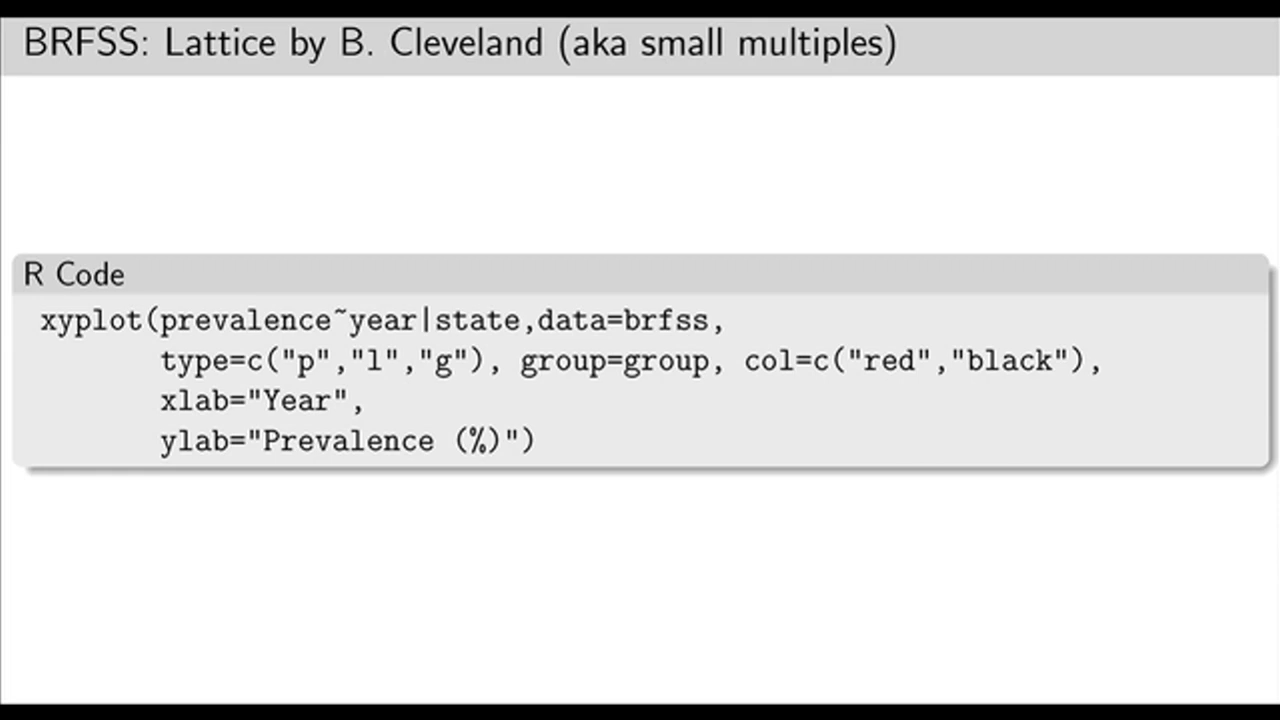 BRFSS: Lattice by B. Cleveland (aka small multiples)
R Code
xyplot(prevalence~year|state,data=brfss,
type=c("p","l","g"), group=group, col=c("red","black"),
xlab="Year",
ylab="Prevalence (%)")